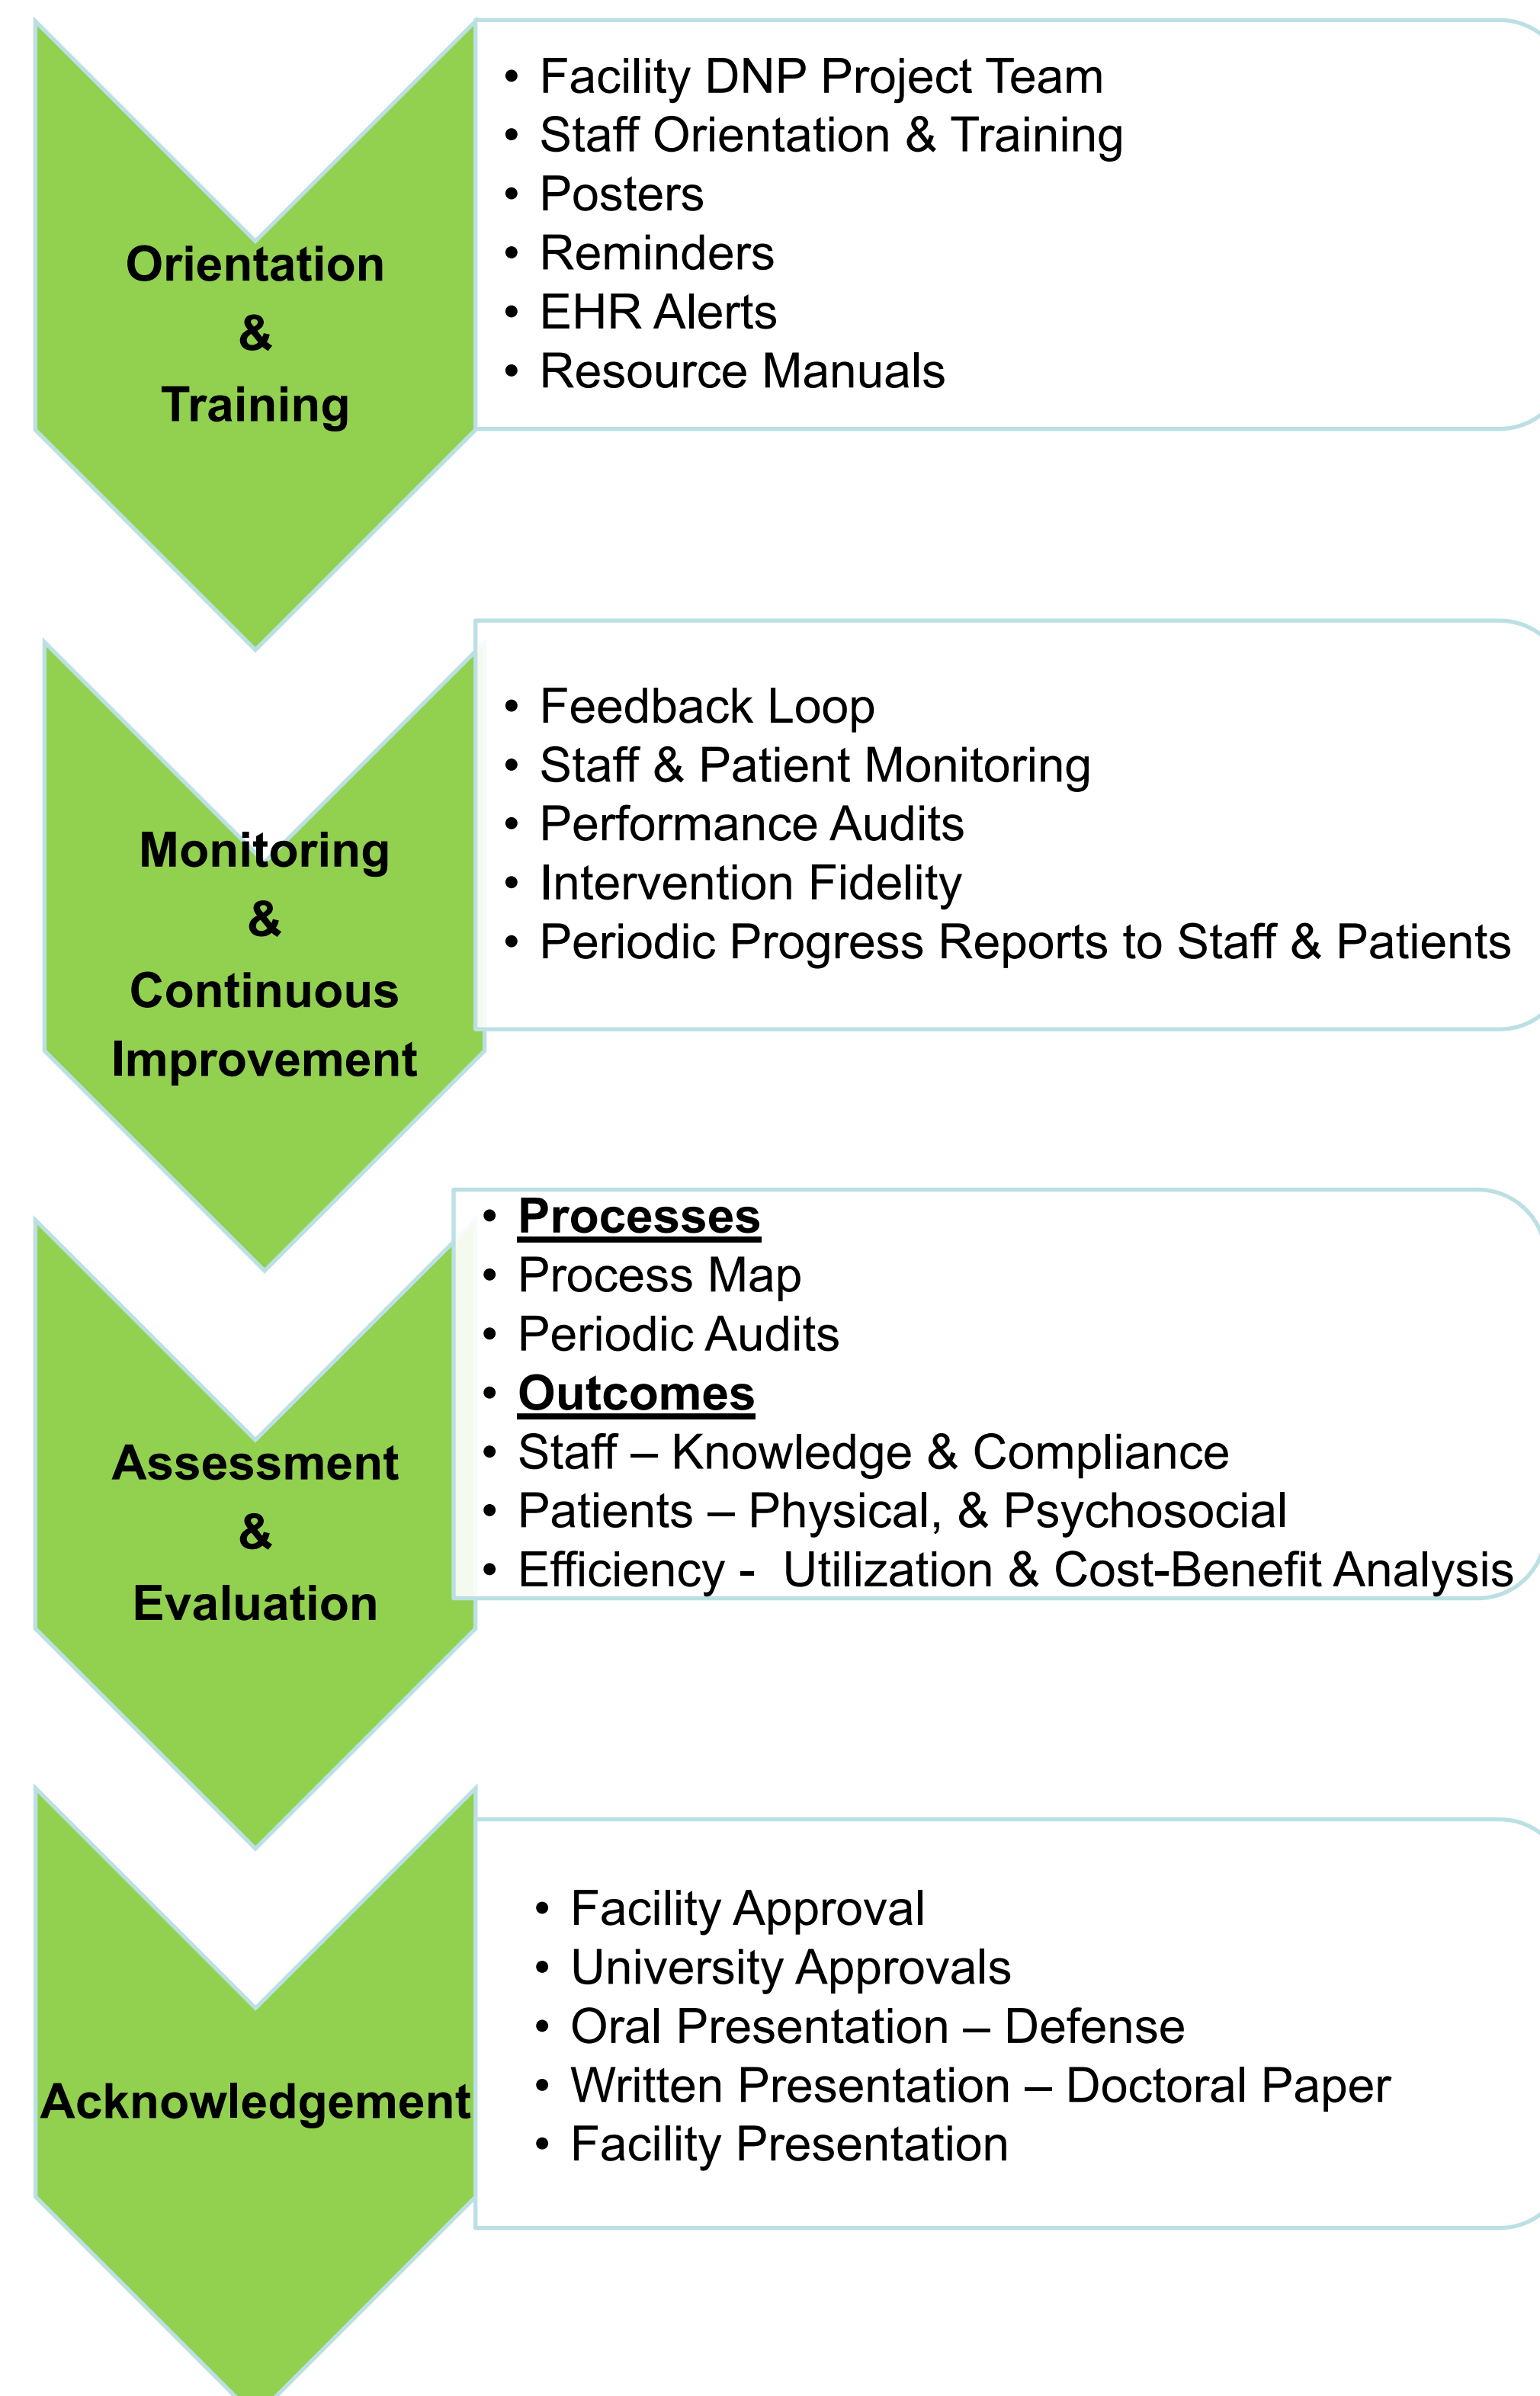 Orientation
&
Training
• Facility DNP Project Team
• Staff Orientation & Training
• Posters
• Reminders
• EHR Alerts
• Resource Manuals
Monitoring
&
Continuous
Improvement
• Feedback Loop
• Staff & Patient Monitoring
• Performance Audits
• Intervention Fidelity
• Periodic Progress Reports to Staff & Patients
Assessment
&
Evaluation
• Processes
• Process Map
• Periodic Audits
• Outcomes
• Staff – Knowledge & Compliance
• Patients – Physical, & Psychosocial
• Efficiency -  Utilization & Cost-Benefit Analysis
Acknowledgement
• Facility Approval
• University Approvals
• Oral Presentation – Defense
• Written Presentation – Doctoral Paper
• Facility Presentation